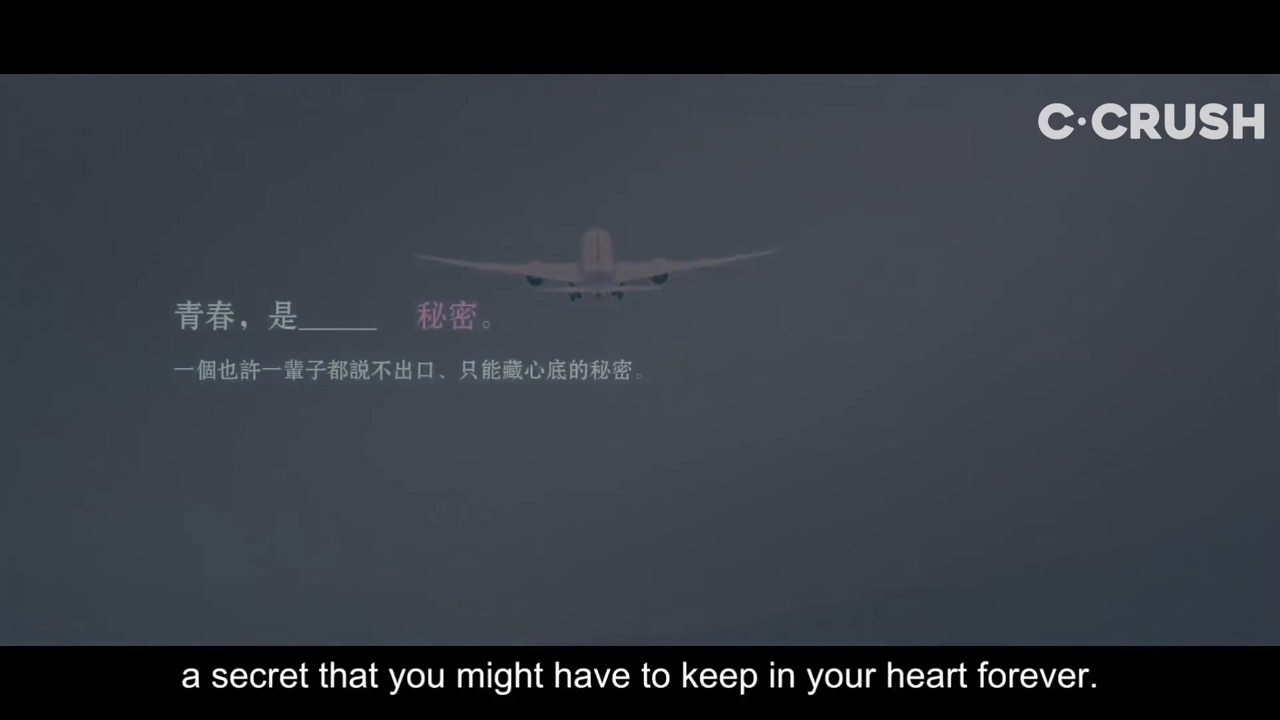 C·CRUSH
青春，是_____ 秘密。
一個也許一輩子都説不出口、只能藏心底的秘密。
a secret that you might have to keep in your heart forever.